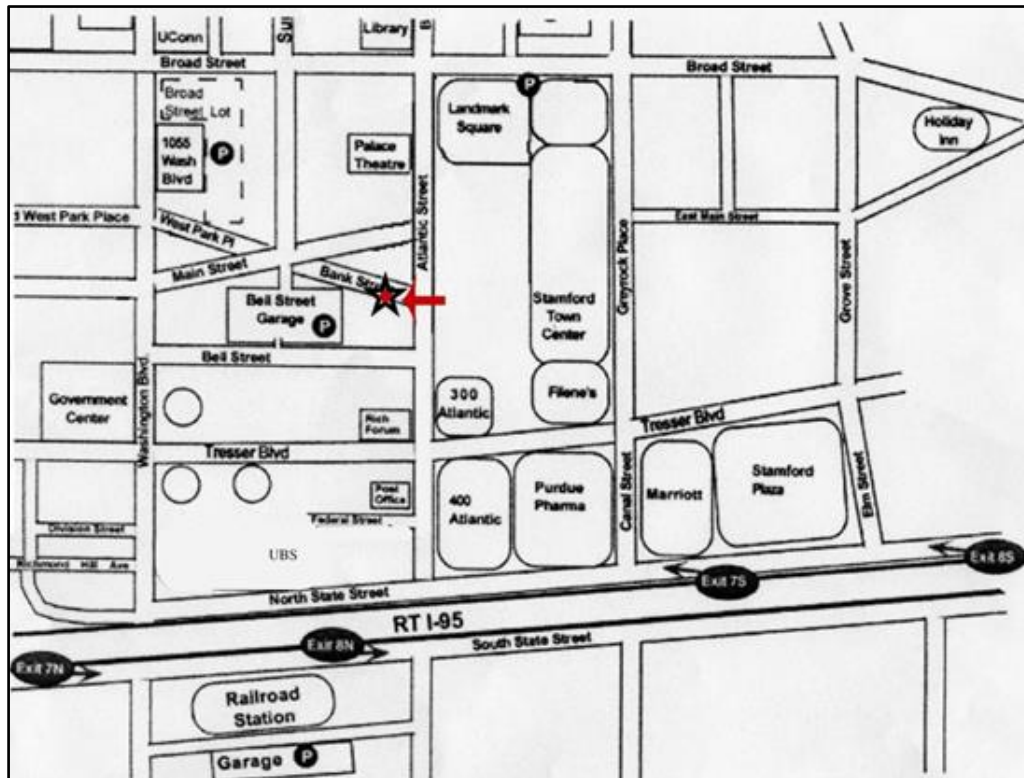 UConn
Library
Broad Street
Broad Street
Broad
Street Lot
P
Landmark
Square
1055
Wash
Blvd
P
Palace
Theatre
Holiday
Inn
West Park Place
West Park Pl
Atlantic Street
East Main Street
Main Street
Bank
Greyrock Place
Grove Street
Bell Street
Garage
P
Stamford
Town
Center
Bell Street
Government
Center
Washington Blvd.
300
Atlantic
Filene's
Rich
Forum
Tresser Blvd
Tresser Blvd
Post
Office
400
Atlantic
Purdue
Pharma
Canal Street
Marriott
Stamford
Plaza
Elm Street
Federal Street
Division Street
UBS
Richmond Hill Ave
North State Street
Exit 7S
Exit 8S
RT I-95
South State Street
Exit 7N
Exit 8N
Railroad
Station
Garage P